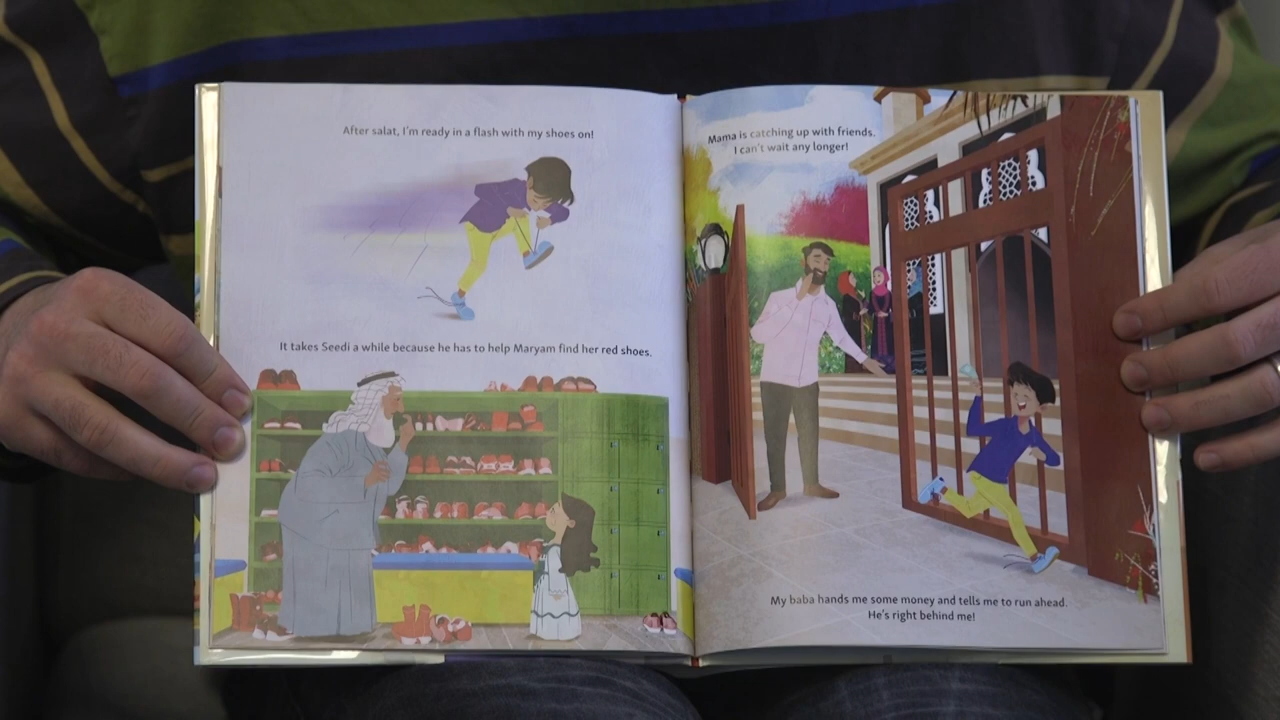 After salat, I'm ready in a flash with my shoes on!
It takes Seedi a while because he has to help Maryam find her red shoes.
Mama is catching up with friends.
I can't wait any longer!
My baba hands me some money and tells me to run ahead.
He's right behind me!